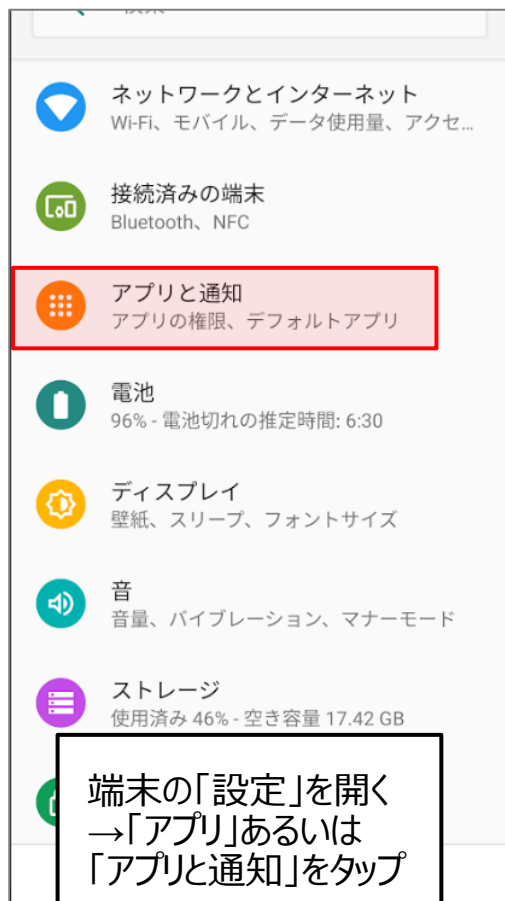 ネットワークとインターネット
Wi-Fi、モバイル、データ使用量、アクセ...
接続済みの端末
Bluetooth、NFC
アプリと通知
アプリの権限、デフォルトアプリ
電池
96% - 電池切れの推定時間: 6:30
ディスプレイ
壁紙、スリープ、フォントサイズ
音
音量、バイブレーション、マナーモード
ストレージ
使用済み 46% - 空き容量 17.42 GB
端末の「設定」を開く
→「アプリ」あるいは
「アプリと通知」をタップ